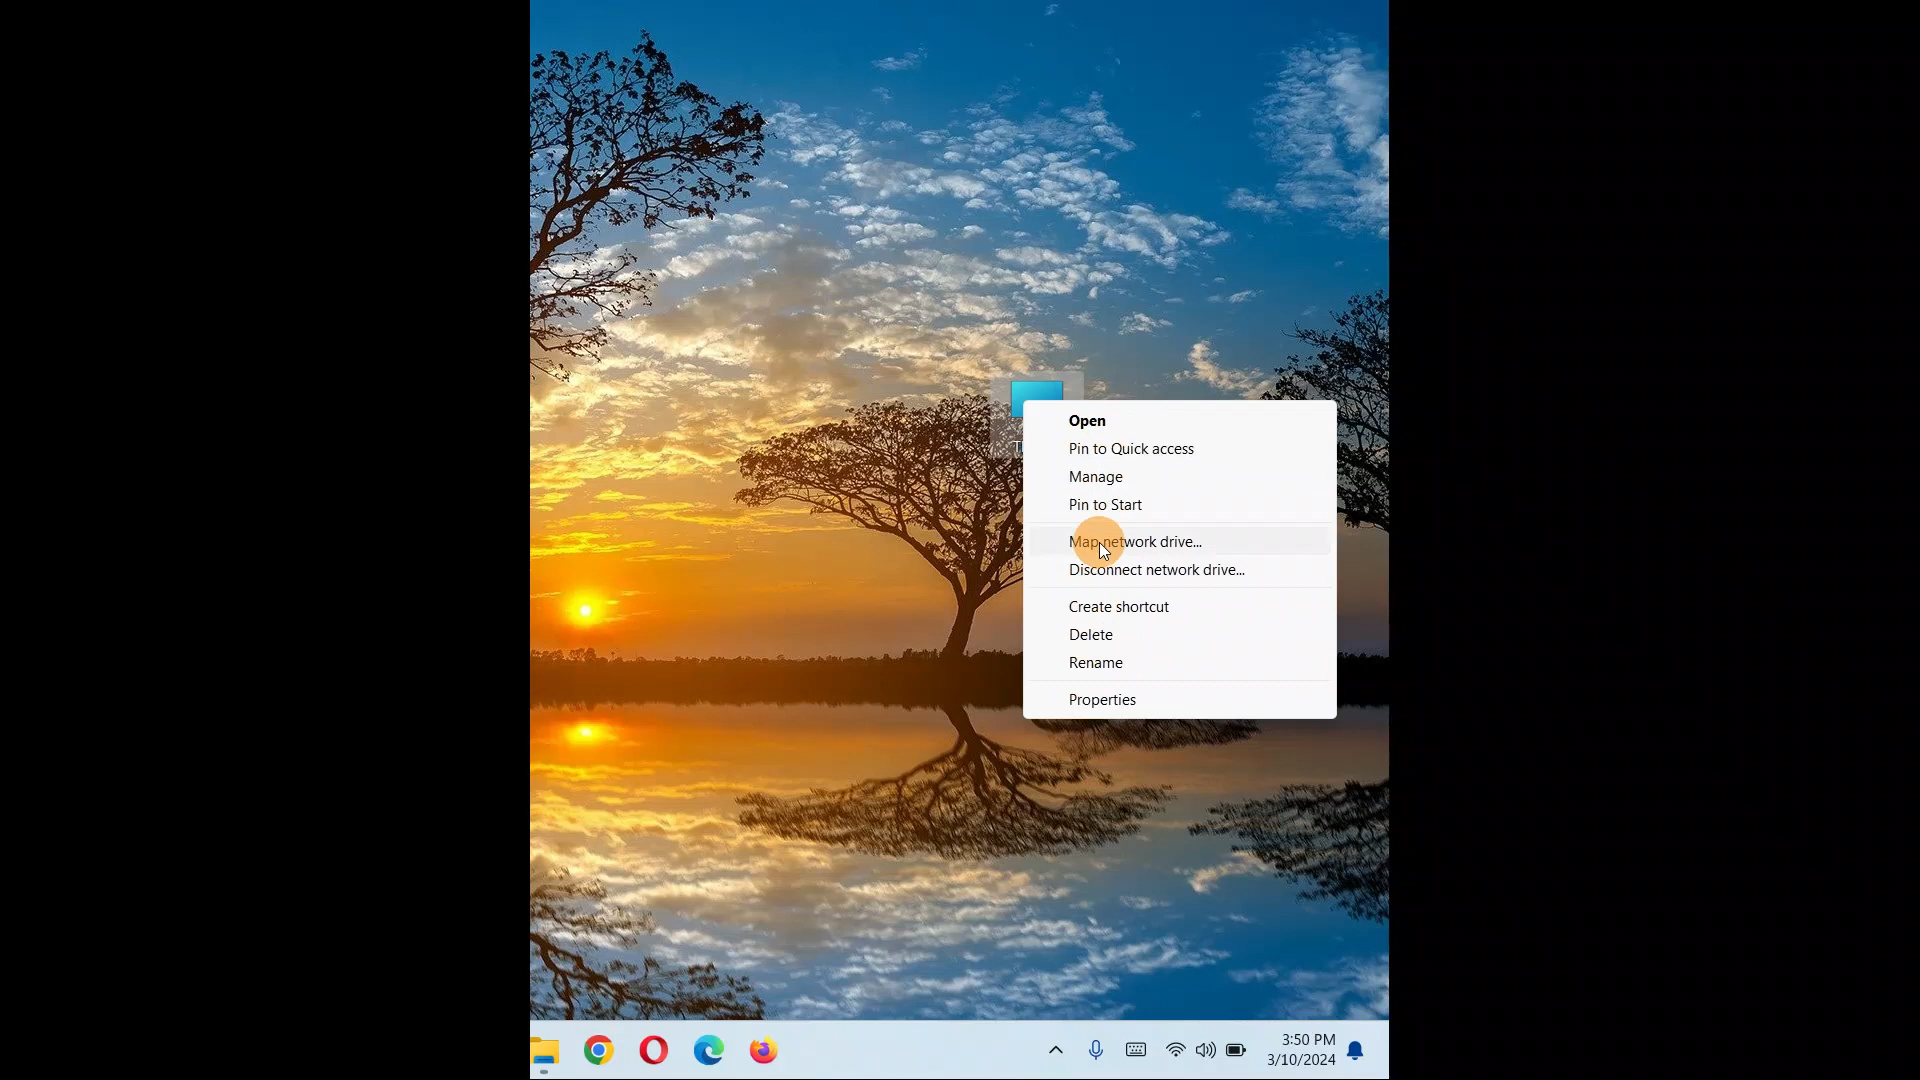 Open
Pin to Quick access
Manage
Pin to Start
Map network drive...
Disconnect network drive...
Create shortcut
Delete
Rename
Properties
3:50 PM
3/10/2024